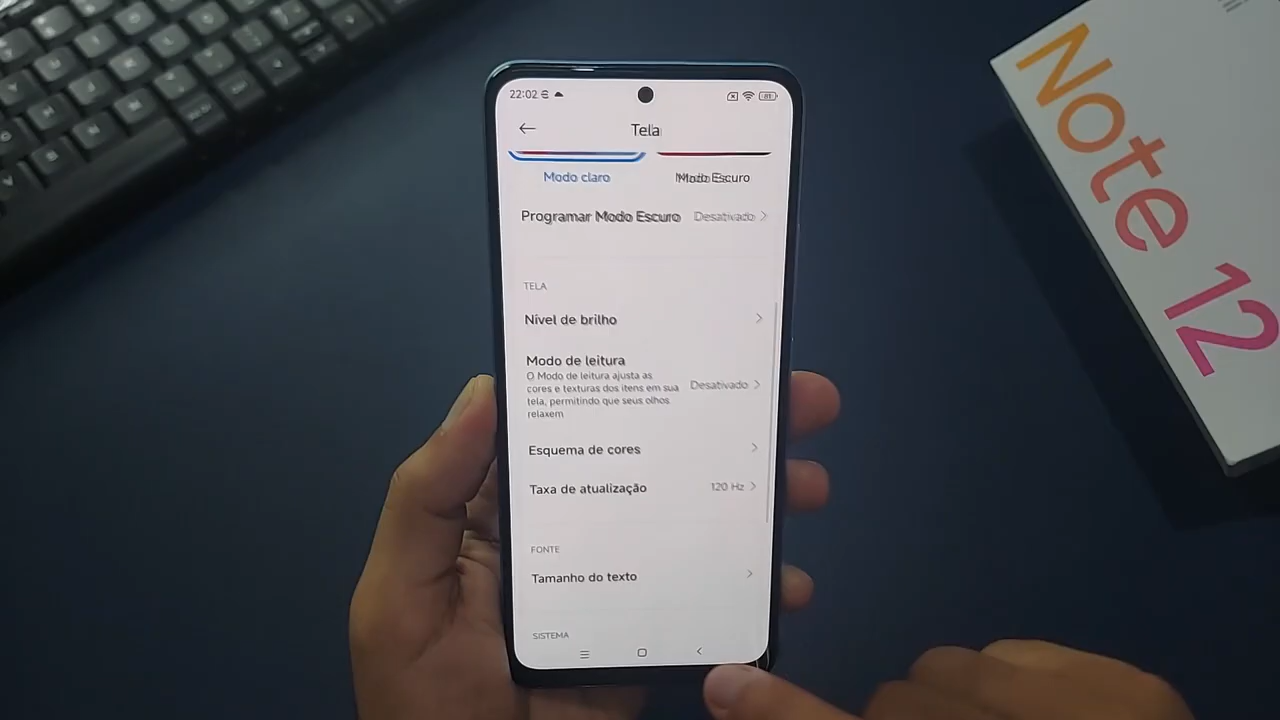 22:02
Tela
Modo claro
Modo Escuro
Programar Modo Escuro
Desativado
TELA
Nível de brilho
Modo de leitura
O Modo de leitura ajusta as
cores e texturas dos itens em sua
tela, permitindo que seus olhos
relaxem
Desativado
Esquema de cores
Taxa de atualização
120 Hz
FONTE
Tamanho do texto
SISTEMA
Note 12